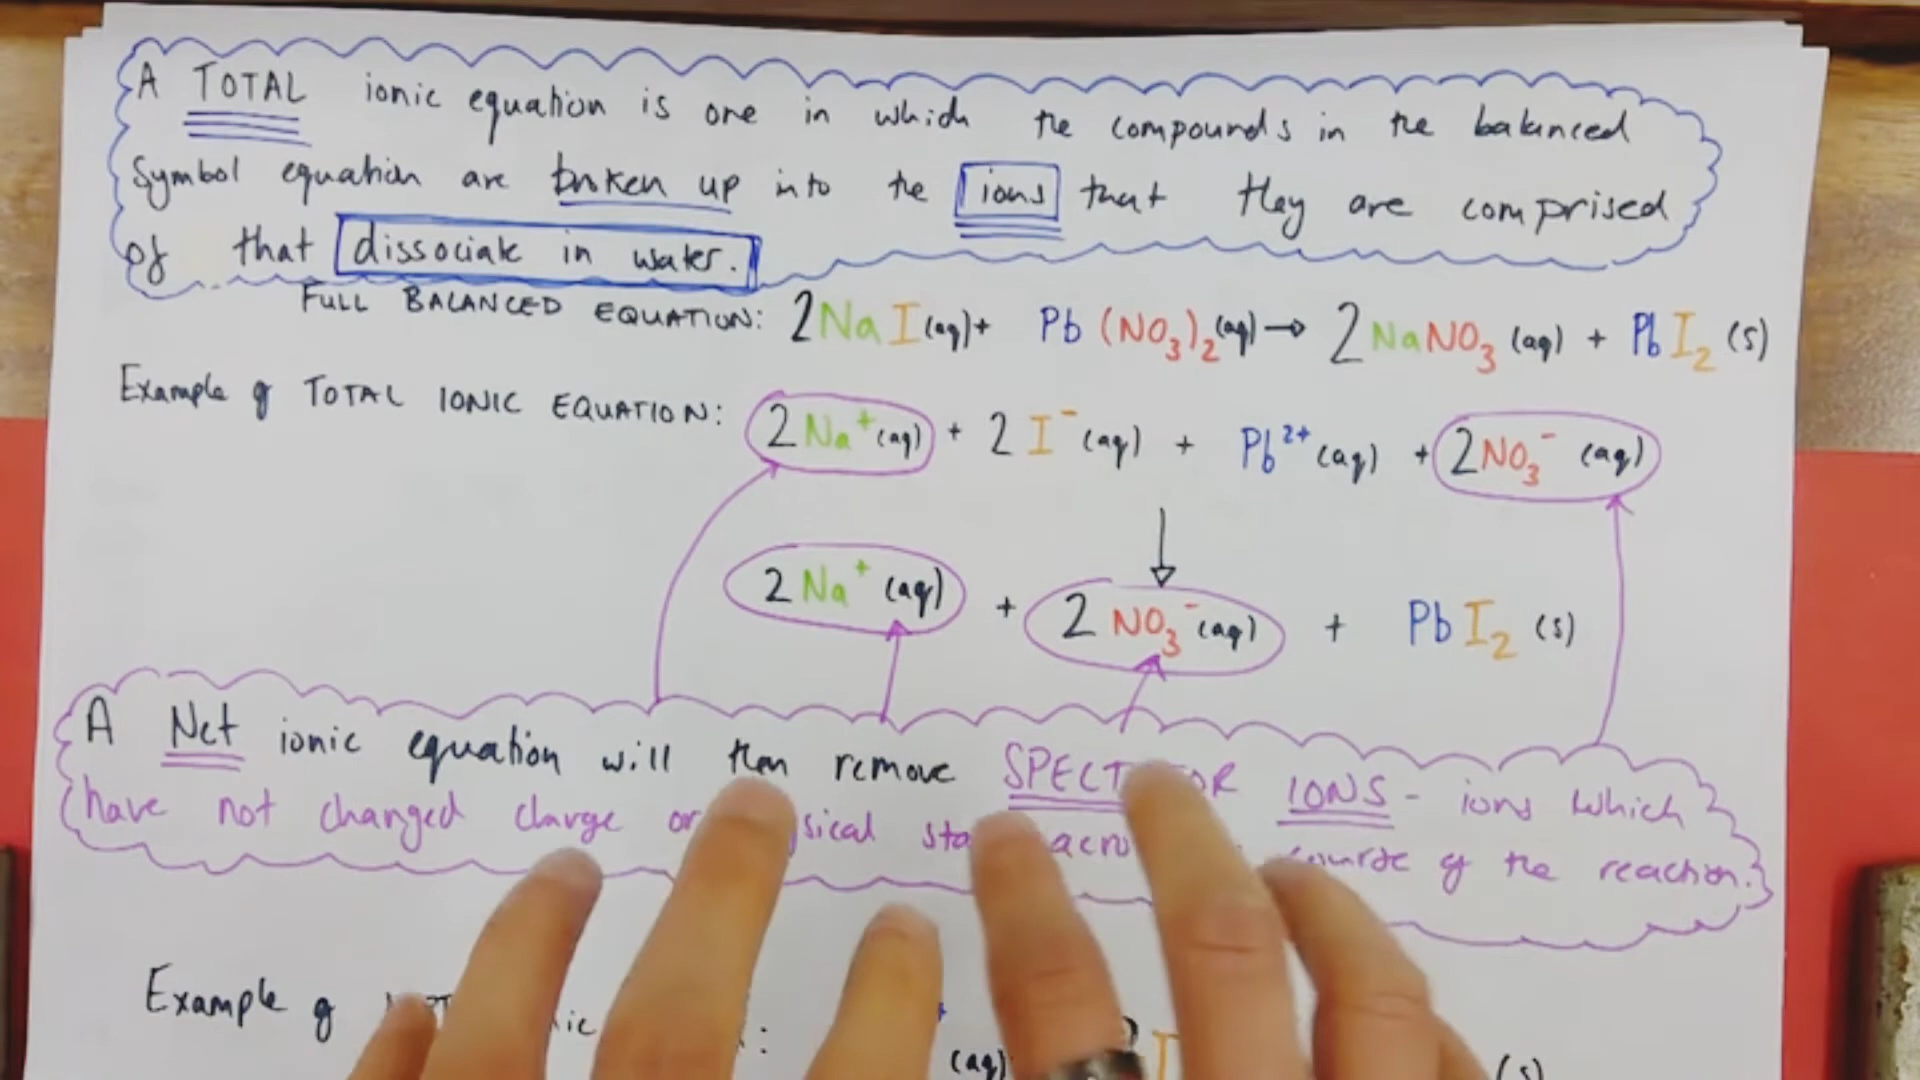 A TOTAL ionic equation is one in which the compounds in the balanced
Symbol equation are broken up into the ions that they are comprised
of that dissociate in water.
FULL BALANCED EQUATION: 2NaI(aq) + Pb(NO₃)₂(aq) → 2NaNO₃(aq) + PbI₂(s)
Example of TOTAL IONIC EQUATION: 2Na⁺(aq) + 2I⁻(aq) + Pb²⁺(aq) + 2NO₃⁻(aq)
↓
2Na⁺(aq) + 2NO₃⁻(aq) + PbI₂(s)
A Net ionic equation will then remove IONS - ions which
have not changed charge or course of the reaction.
Example of :
(aq) I (s)